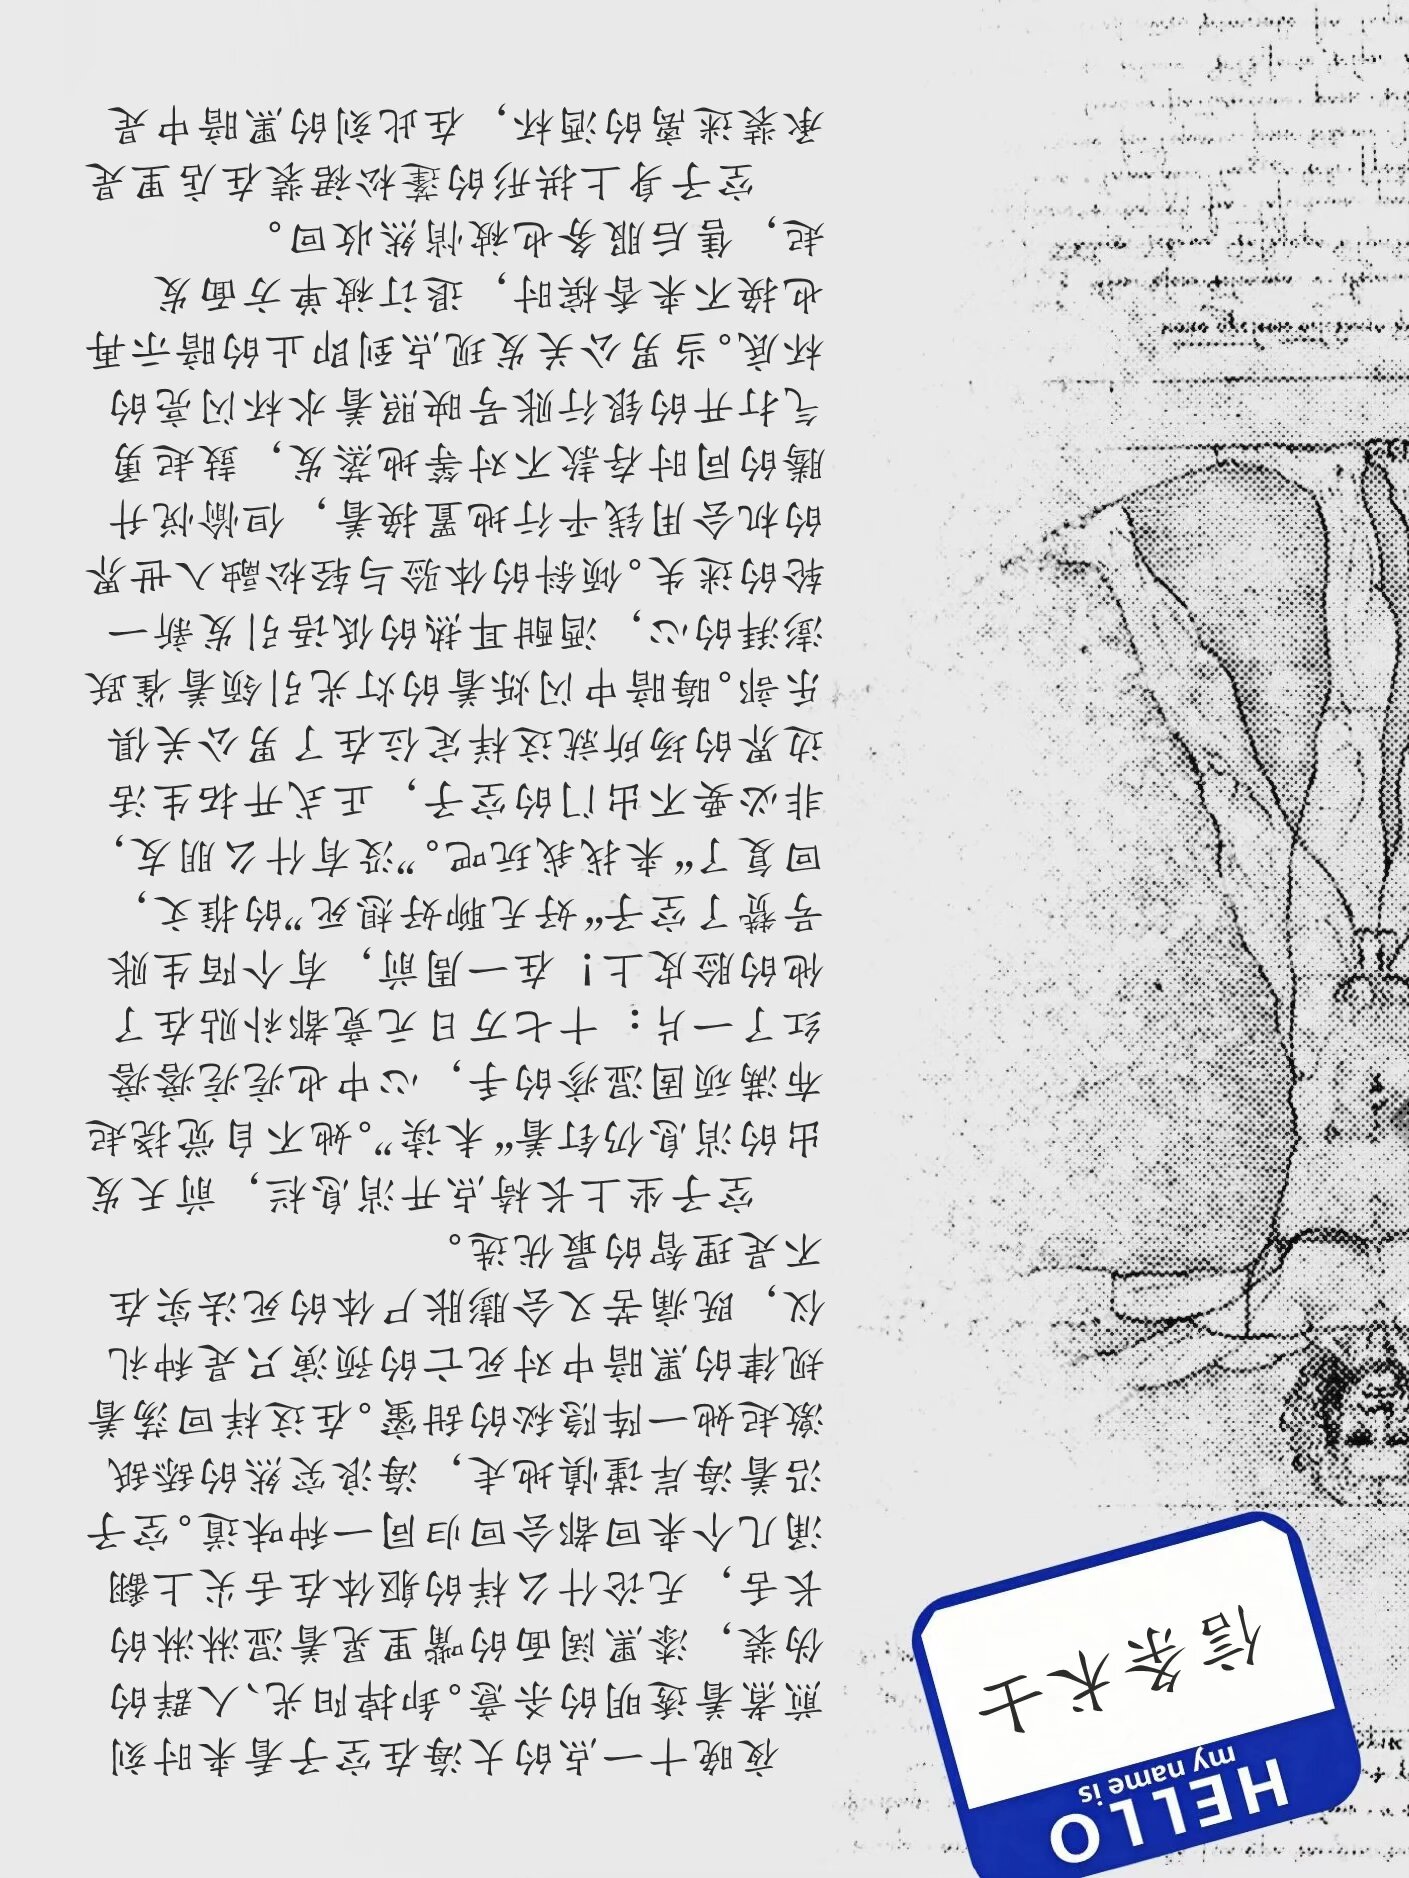 HELLO
my name is
信条术士
夜晚十一点的大海在空子看来时刻
煎煮着透明的杀意。卸掉阳光、人群的
伪装，漆黑阔面的嘴里晃着湿淋淋的
长舌，无论什么样的躯体在舌尖上翻
涌几个来回都会回归同一种味道。空子
沿着海岸谨慎地走，海浪突然的舔舐
激起她一阵隐秘的甜蜜。在这样回荡着
规律的黑暗中对死亡的预演只是种礼
仪，既痛苦又会膨胀尸体的死法实在
不是理智的最优选。
空子坐上长椅点开消息栏，前天发
出的消息仍钉着“未读”。她不自觉挠起
布满顽固湿疹的手，心中也疙疙瘩瘩
红了一片：十七万日元竟都补贴在了
他的脸皮上！在一周前，有个陌生账
号赞了空子“好无聊好想死”的推文，
回复了“来找我玩吧。”没有什么朋友，
非必要不出门的空子，正式开拓生活
边界的场所就这样定位在了男公关俱
乐部。晦暗中闪烁着的灯光引领着雀跃
澎湃的心，酒酣耳热的低语引发新一
轮的迷失。倾斜的体验与轻松融入世界
的机会用钱平行地置换着，但愉悦升
腾的同时存款不对等地蒸发，鼓起勇
气打开的银行账号映照着水杯闪亮的
杯底。当男公关发现点到即止的暗示再
也换不来香槟时，退订被单方面发
起，售后服务也被悄然收回。
空子身上拱形的蓬松裙装在店里是
承装迷离的酒杯，在此刻的黑暗中是